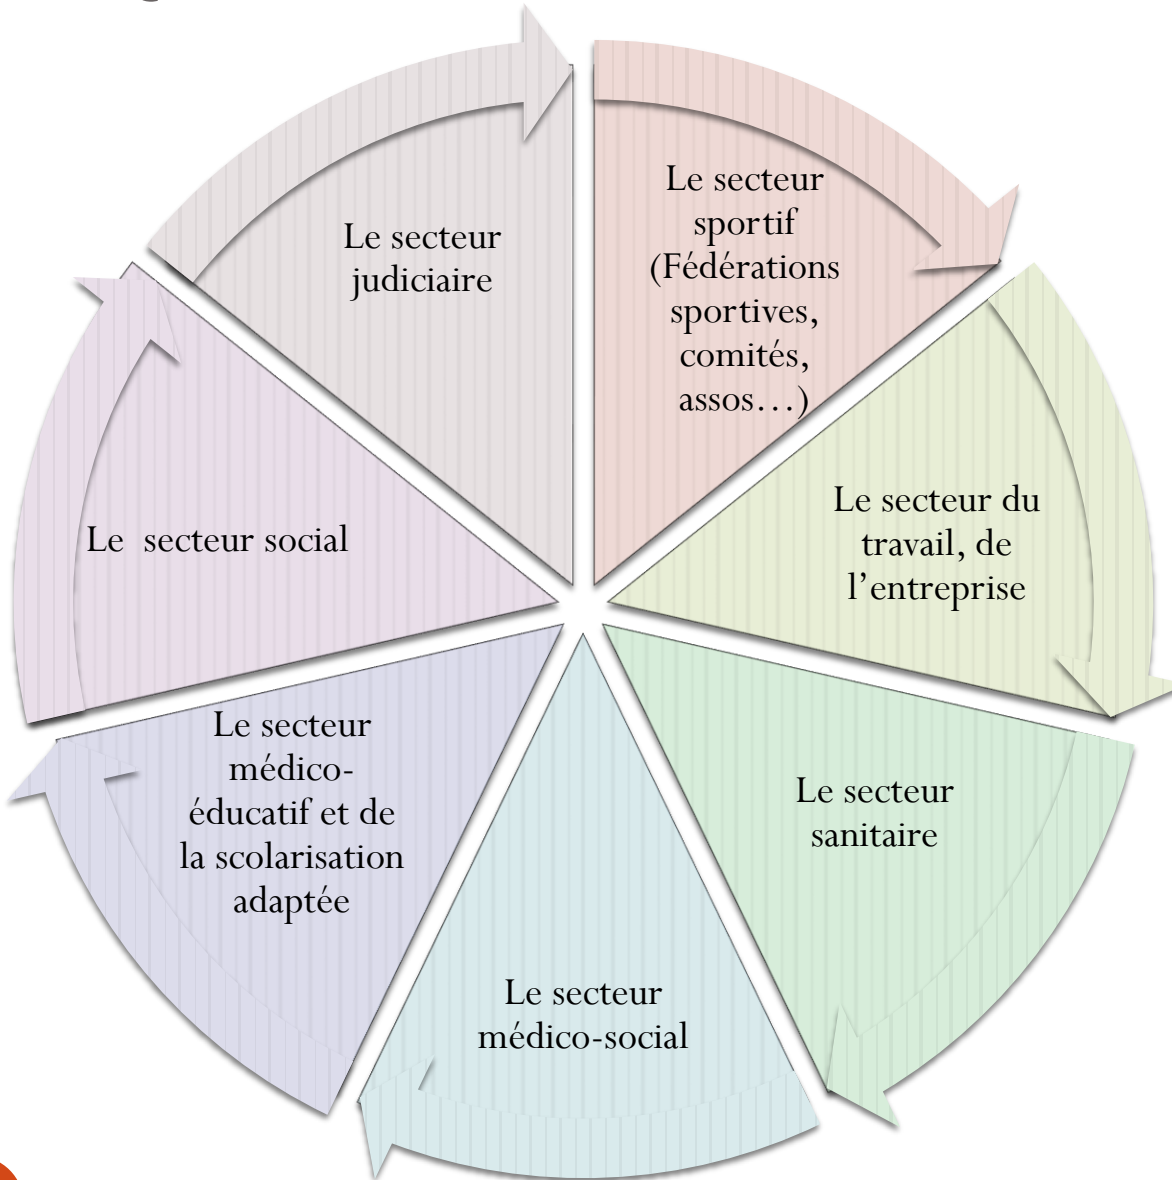 Le secteur
sportif
(Fédérations
sportives,
comités,
assos…)
Le secteur du
travail, de
l’entreprise
Le secteur
sanitaire
Le secteur
médico-social
Le secteur
médico-
éducatif et de
la scolarisation
adaptée
Le  secteur social
Le secteur
judiciaire